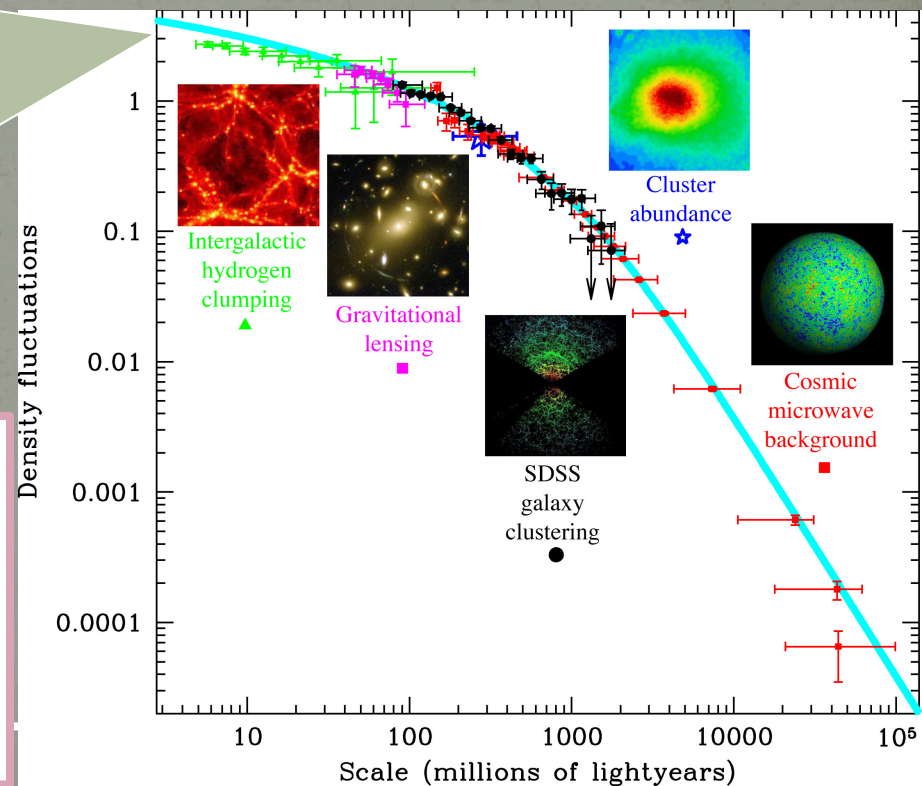 Density fluctuations
1
0.1
0.01
0.001
0.0001
Intergalactic
hydrogen
clumping
Gravitational
lensing
SDSS
galaxy
clustering
Cluster
abundance
Cosmic
microwave
background
10
100
1000
10000
10⁵
Scale (millions of lightyears)